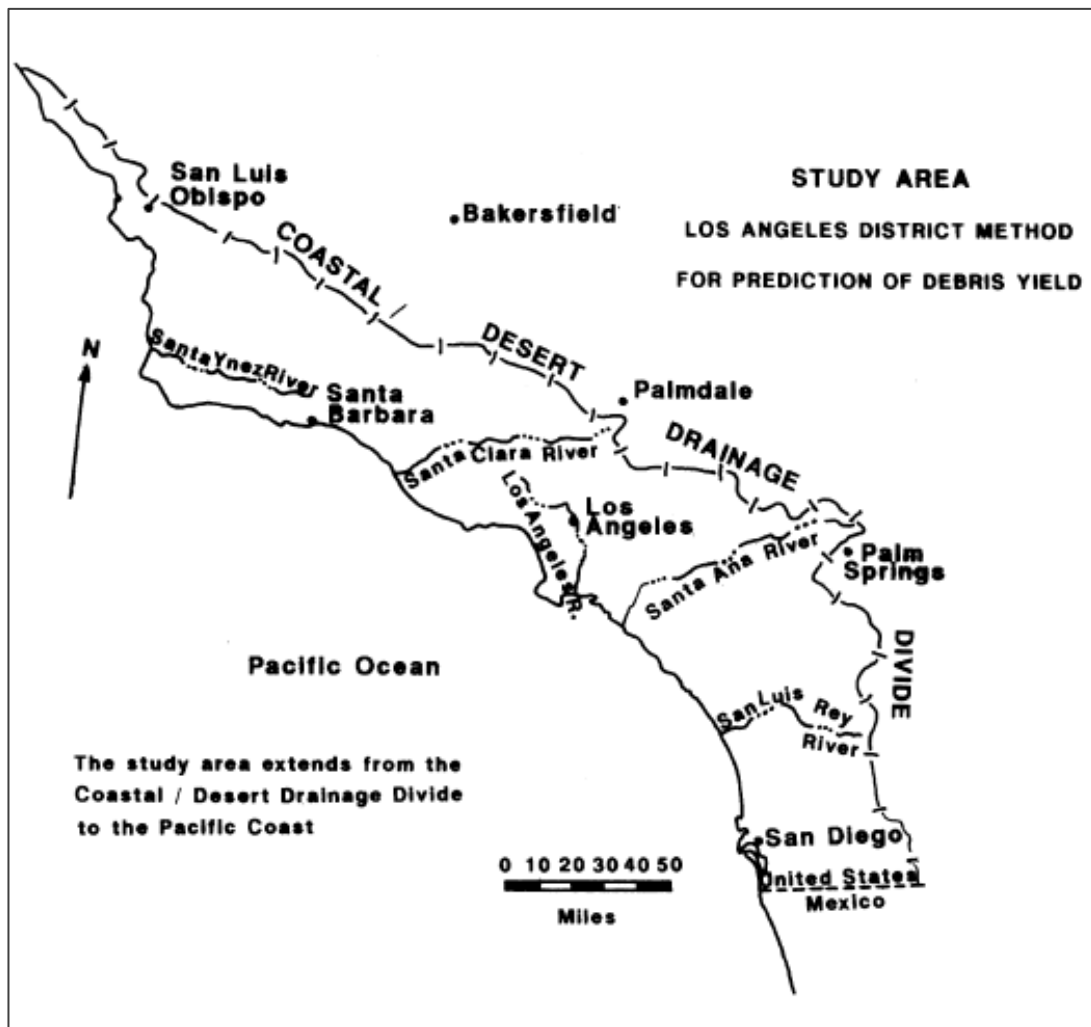 San Luis
Obispo
Bakersfield
STUDY AREA
LOS ANGELES DISTRICT METHOD
FOR PREDICTION OF DEBRIS YIELD
COASTAL /
DESERT
DRAINAGE
DIVIDE
N
Santa Ynez River
Santa
Barbara
Palmdale
Santa Clara River
Los Angeles R.
Los
Angeles
Santa Ana River
Palm
Springs
Pacific Ocean
San Luis Rey
River
The study area extends from the
Coastal / Desert Drainage Divide
to the Pacific Coast
San Diego
0 10 20 30 40 50
Miles
United States
Mexico